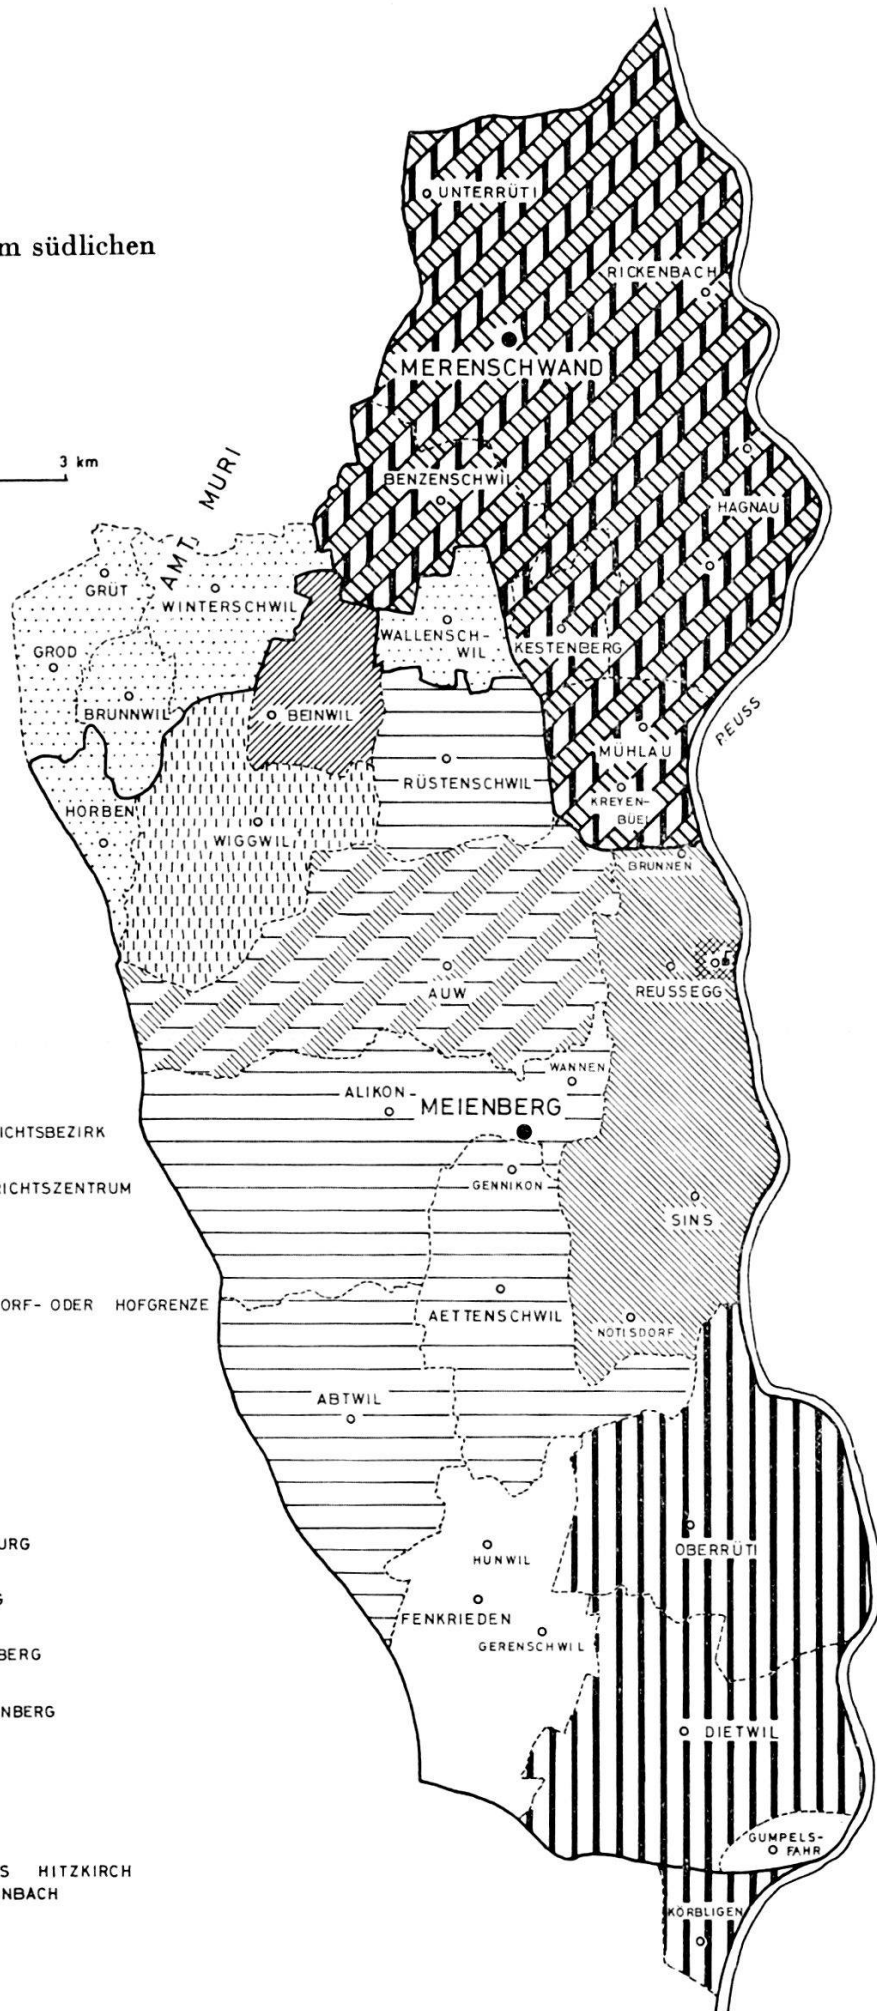 m südlichen
3 km
UNTERRÜTI
RICKENBACH
MERENSCHWAND
AMT MURI
BENZENSCHWIL
HAGNAU
GRÜT
WINTERSCHWIL
WALLENSCH-
WIL
KESTENBERG
GROD
BRUNNWIL
BEINWIL
REUSS
MÜHLAU
RÜSTENSCHWIL
KREYEN-
BÜEL
HORBEN
WIGGWIL
BRUNNEN
AUW
REUSSEGG
WANNEN
ALIKON
MEIENBERG
ICHTSBEZIRK
GENNIKON
RICHTSZENTRUM
SINS
ORF- ODER HOFGRENZE
AETTENSCHWIL
NOTISDORF
ABTWIL
URG
HUNWIL
OBERRÜTI
G
FENKRIEDEN
GERENSCHWIL
BERG
NBERG
DIETWIL
GUMPELS-
FAHR
S HITZKIRCH
NBACH
KÖRBLIGEN